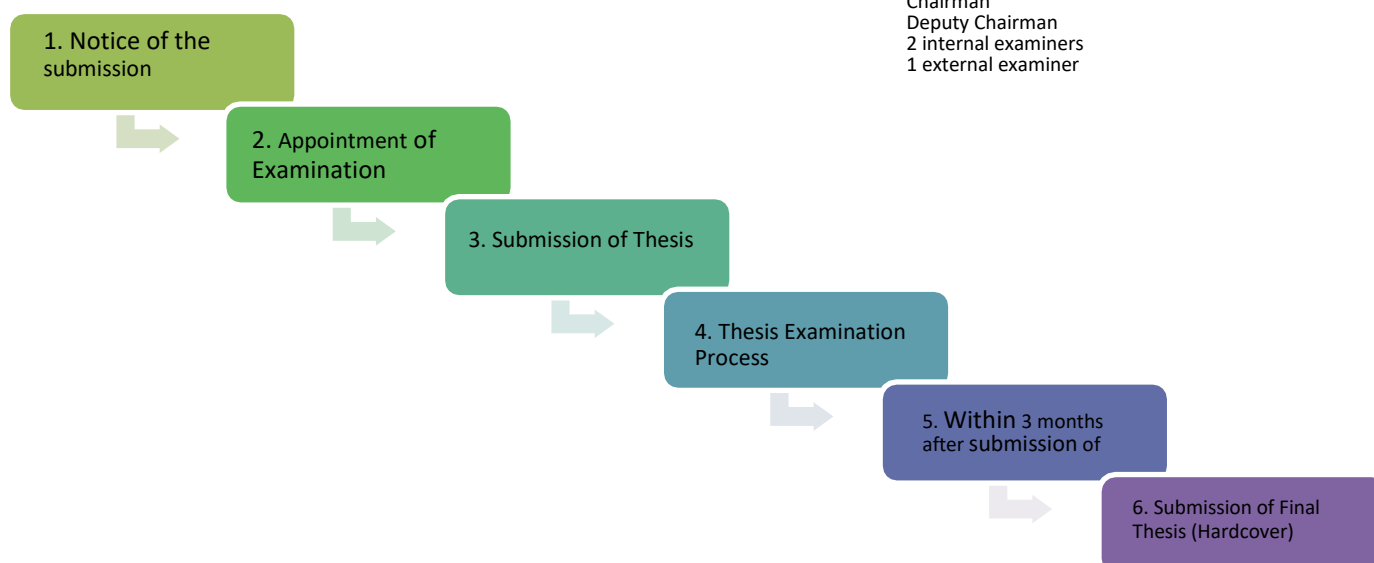 Chairman
Deputy Chairman
2 internal examiners
1 external examiner
1. Notice of the
submission
2. Appointment of
Examination
3. Submission of Thesis
4. Thesis Examination
Process
5. Within 3 months
after submission of
6. Submission of Final
Thesis (Hardcover)